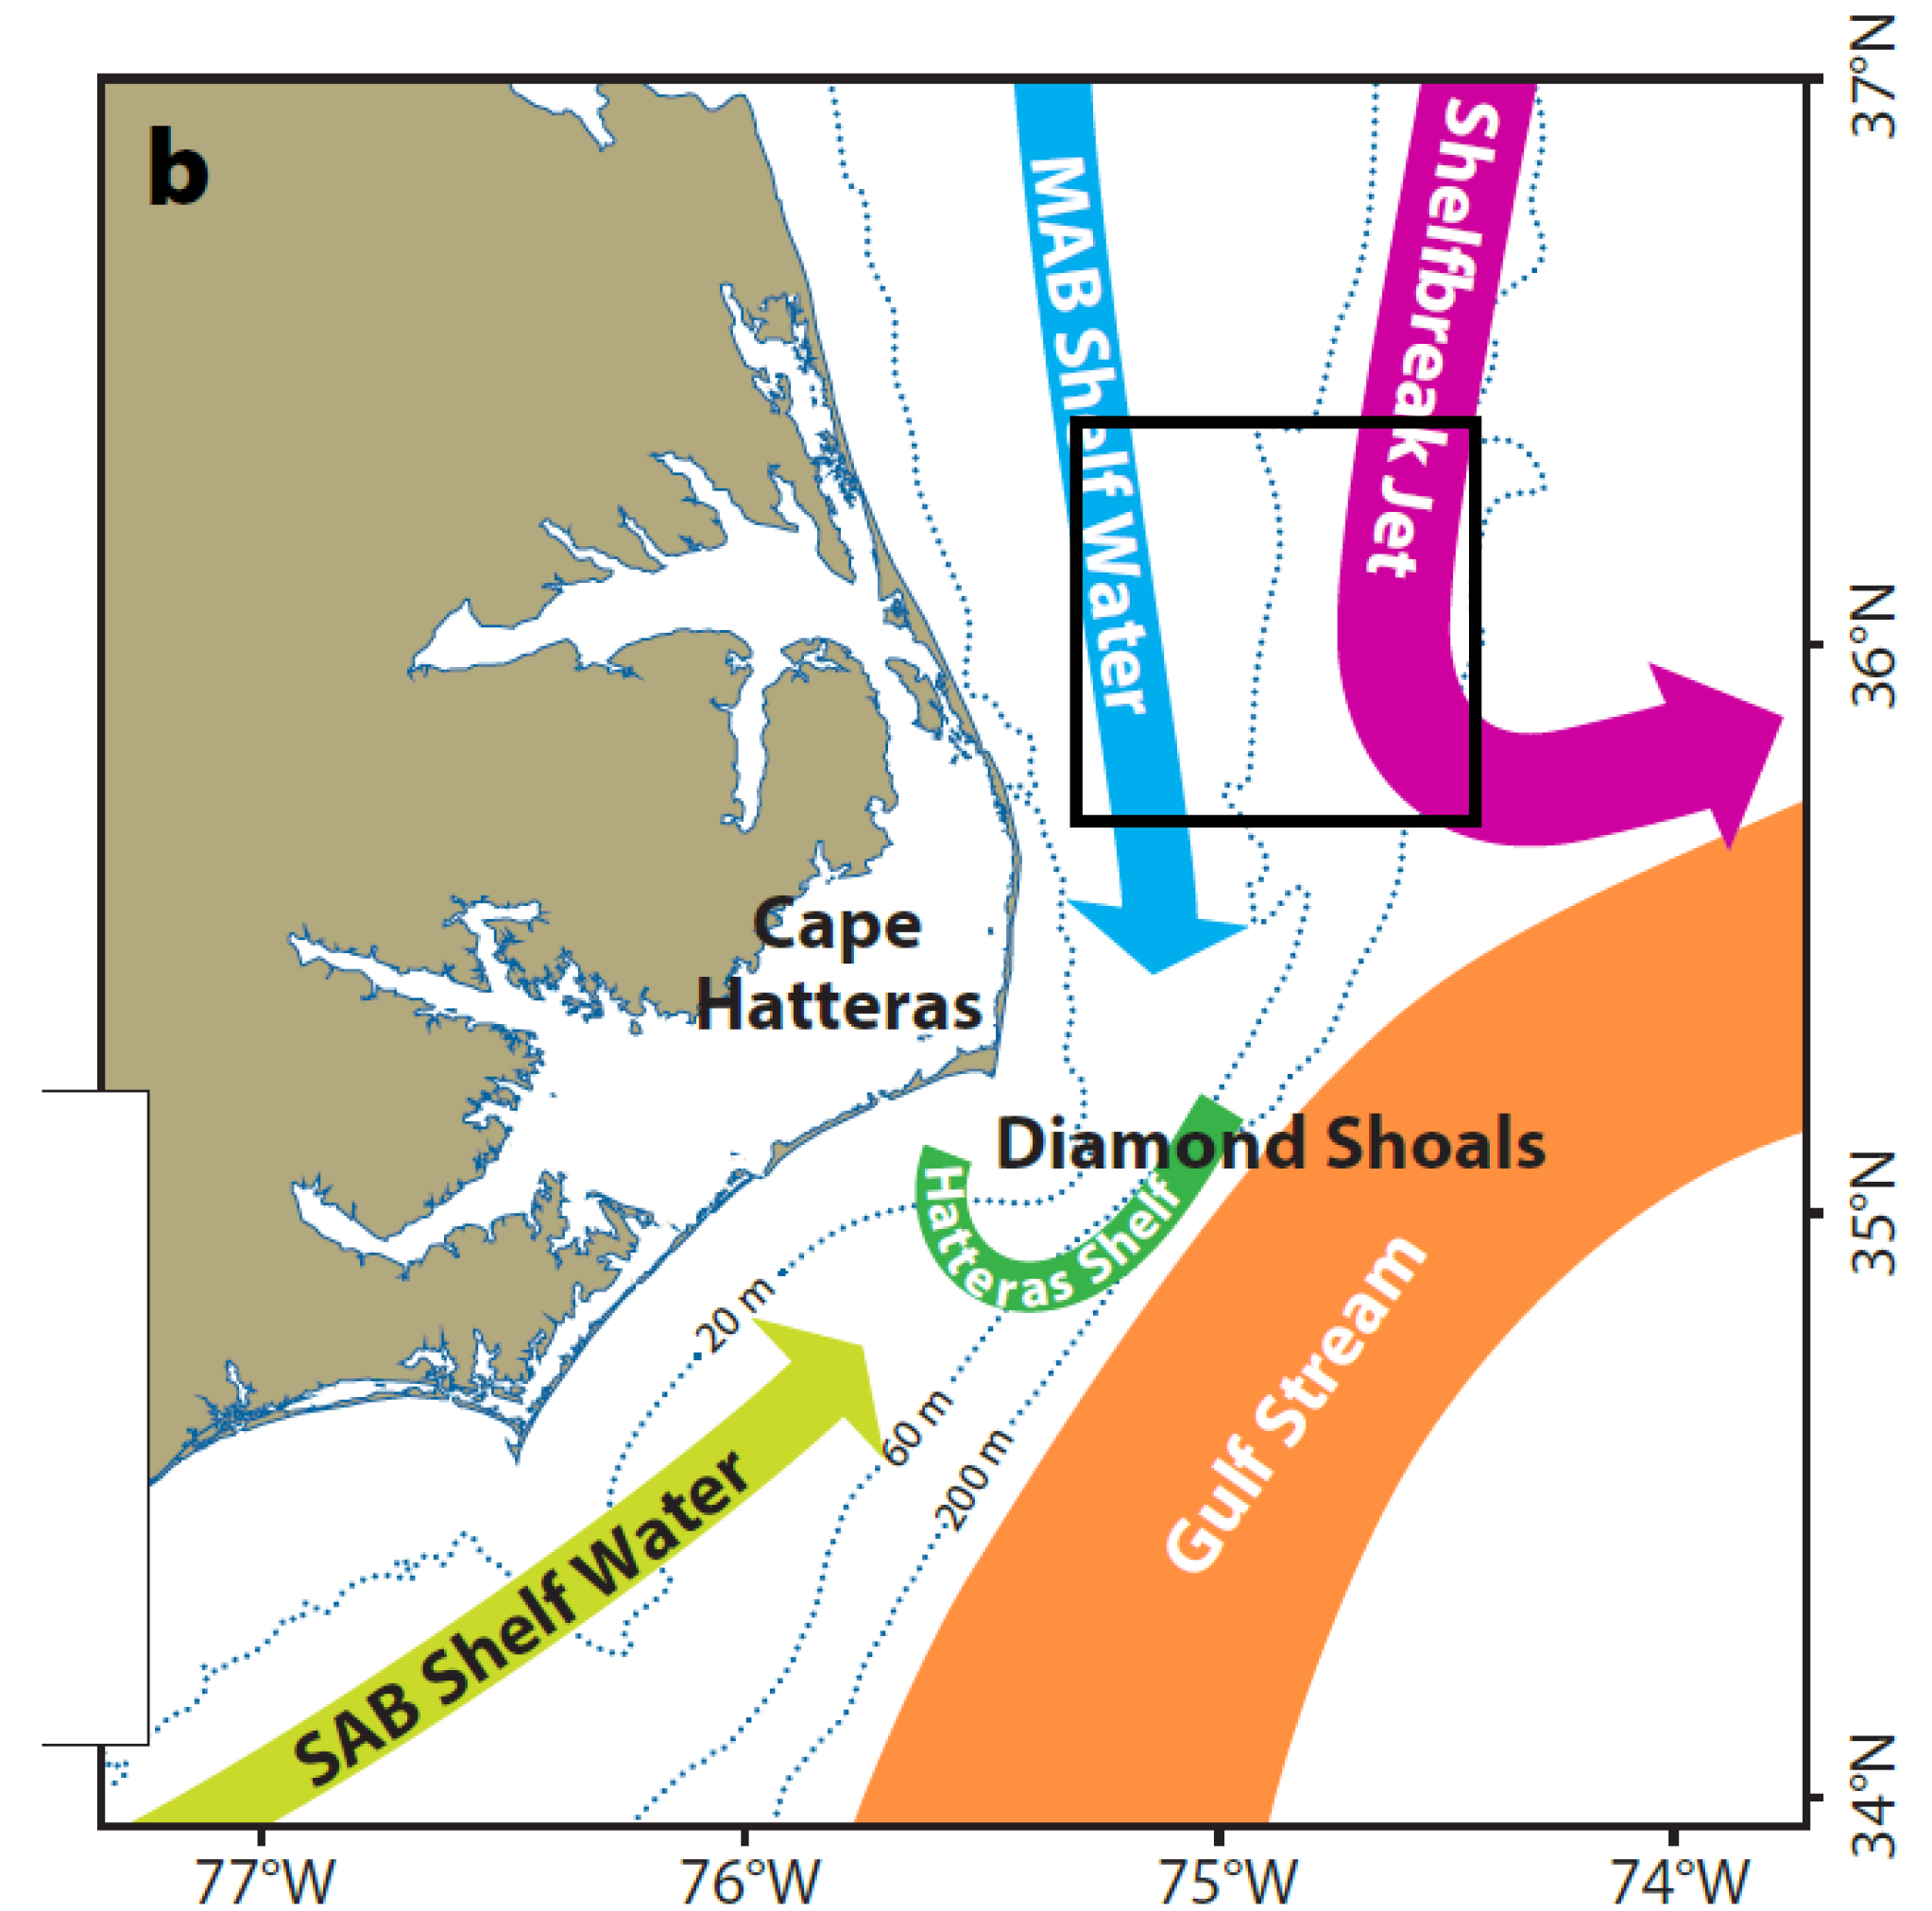 b
MAB Shelf Water
Shelfbreak Jet
Cape
Hatteras
Diamond Shoals
Hatteras Shelf
20 m
60 m
200 m
Gulf Stream
SAB Shelf Water
37°N
36°N
35°N
34°N
77°W
76°W
75°W
74°W